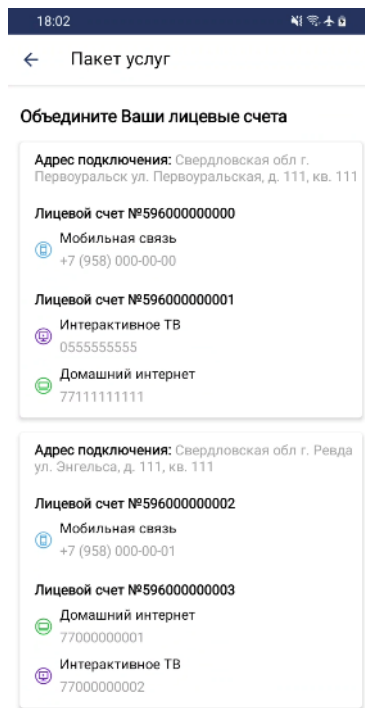 18:02
Пакет услуг
Объедините Ваши лицевые счета
Адрес подключения: Свердловская обл г.
Первоуральск ул. Первоуральская, д. 111, кв. 111
Лицевой счет №596000000000
Мобильная связь
+7 (958) 000-00-00
Лицевой счет №596000000001
Интерактивное ТВ
0555555555
Домашний интернет
77111111111
Адрес подключения: Свердловская обл г. Ревда
ул. Энгельса, д. 111, кв. 111
Лицевой счет №596000000002
Мобильная связь
+7 (958) 000-00-01
Лицевой счет №596000000003
Домашний интернет
77000000001
Интерактивное ТВ
77000000002